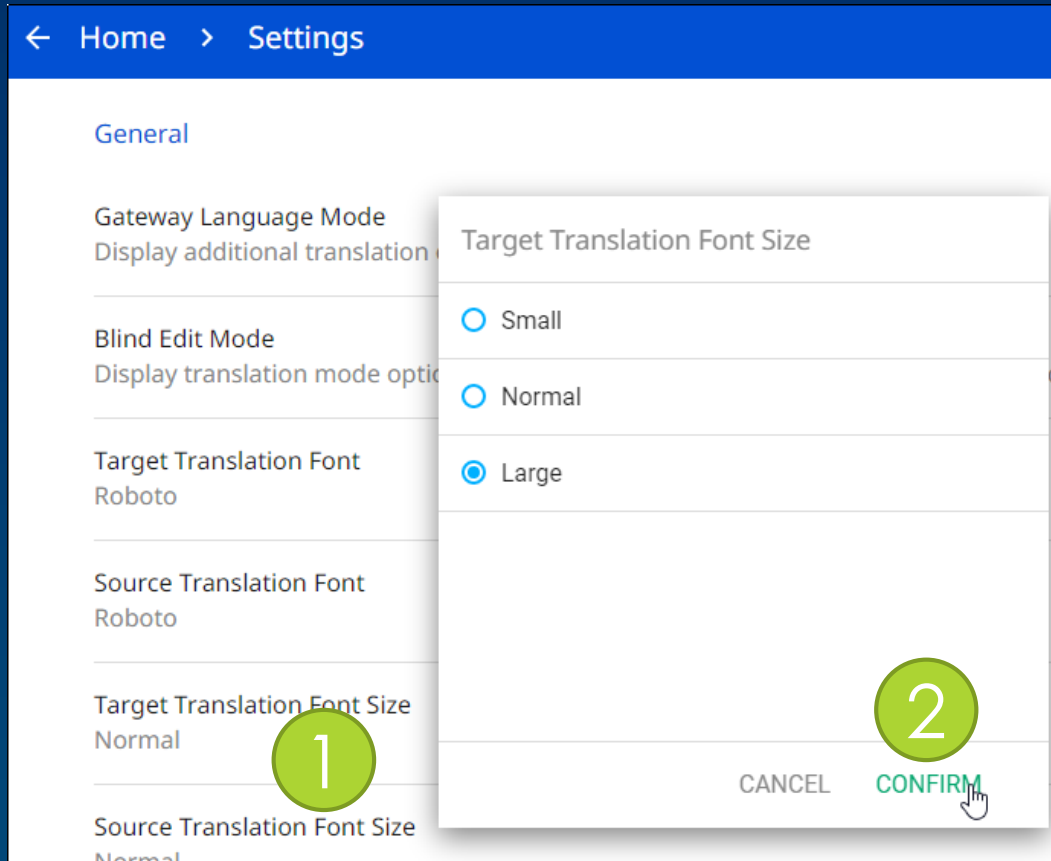 ← Home > Settings
General
Gateway Language Mode
Display additional translation
Blind Edit Mode
Display translation mode optic
Target Translation Font
Roboto
Source Translation Font
Roboto
Target Translation Font Size
Normal
1
Source Translation Font Size
Normal
Target Translation Font Size
Small
Normal
Large
2
CANCEL CONFIRM